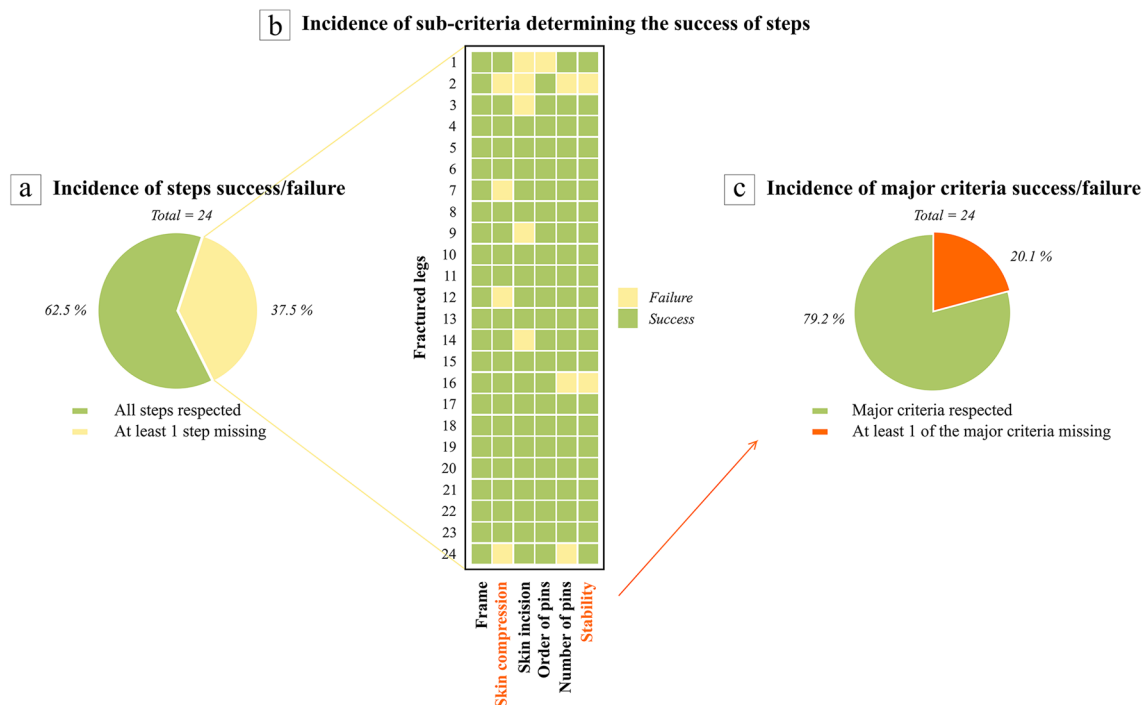 b Incidence of sub-criteria determining the success of steps
1
2
3
4
5
6
7
8
9
10
11
12
13
14
15
16
17
18
19
20
21
22
23
24
Fractured legs
Frame
Skin compression
Skin incision
Order of pins
Number of pins
Stability
Failure
Success
a Incidence of steps success/failure
Total = 24
62.5 %
37.5 %
All steps respected
At least 1 step missing
c Incidence of major criteria success/failure
Total = 24
20.1 %
79.2 %
Major criteria respected
At least 1 of the major criteria missing